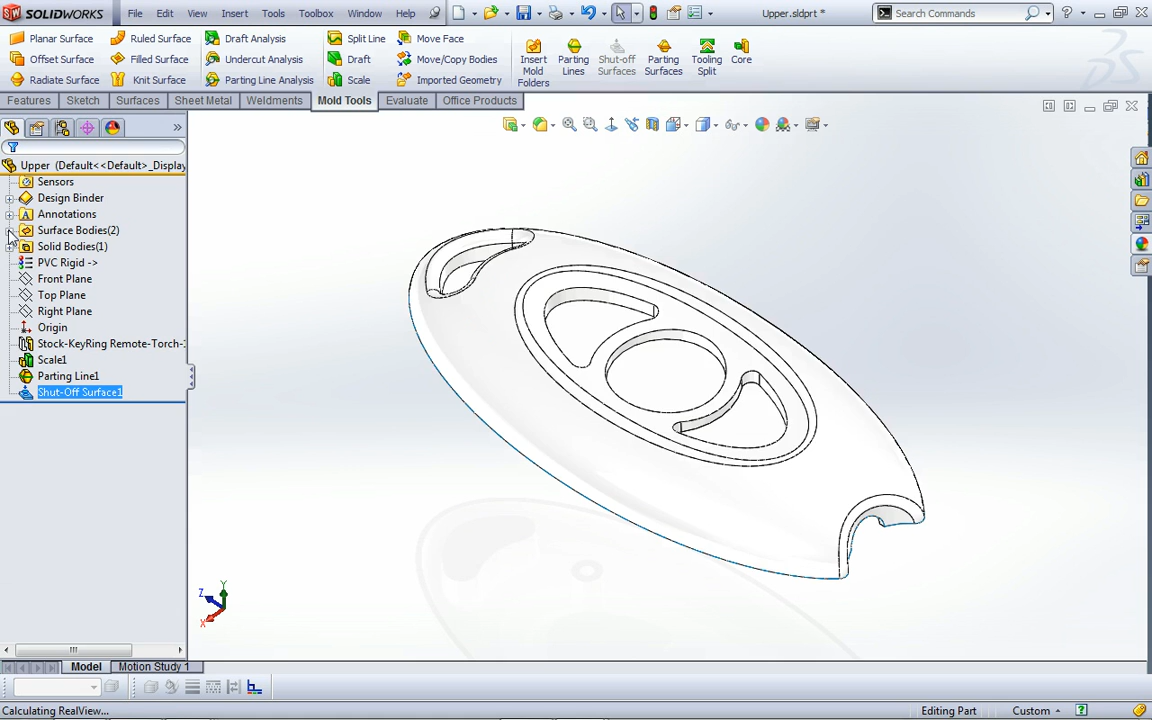 SOLIDWORKS File Edit View Insert Tools Toolbox Window Help Upper.sldprt * Search Commands
Planar Surface Ruled Surface Draft Analysis Split Line Move Face
Offset Surface Filled Surface Undercut Analysis Draft Move/Copy Bodies
Radiate Surface Knit Surface Parting Line Analysis Scale Imported Geometry
Insert Mold Folders
Parting Lines
Shut-off Surfaces
Parting Surfaces
Tooling Split
Core
Features Sketch Surfaces Sheet Metal Weldments Mold Tools Evaluate Office Products
Upper (Default<<Default>_Display
Sensors
Design Binder
Annotations
Surface Bodies(2)
Solid Bodies(1)
PVC Rigid ->
Front Plane
Top Plane
Right Plane
Origin
Stock-KeyRing Remote-Torch-
Scale1
Parting Line1
Shut-Off Surface1
Y
Z
X
Model Motion Study 1
Calculating RealView... Editing Part Custom